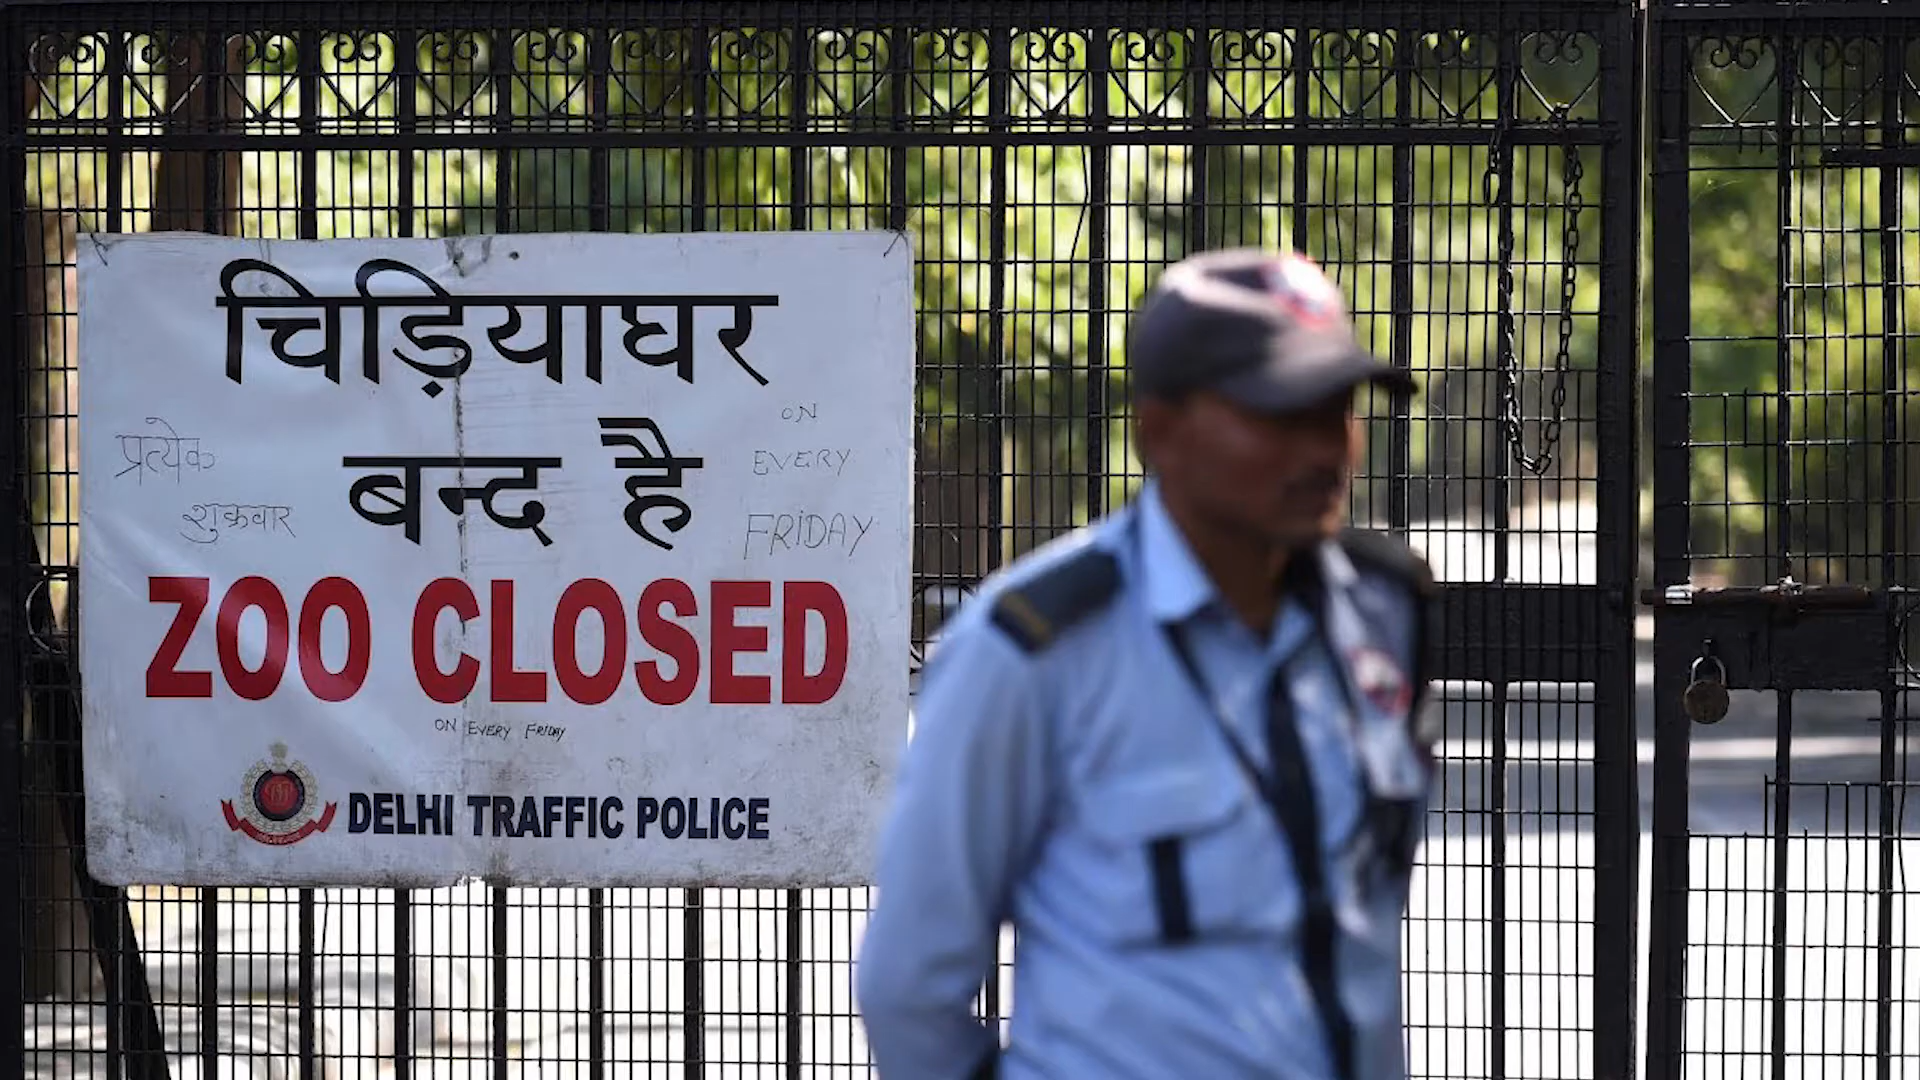 चिड़ियाघर
प्रत्येक
शुक्रवार
बन्द है
ON
EVERY
FRIDAY
ZOO CLOSED
ON EVERY FRIDAY
DELHI TRAFFIC POLICE